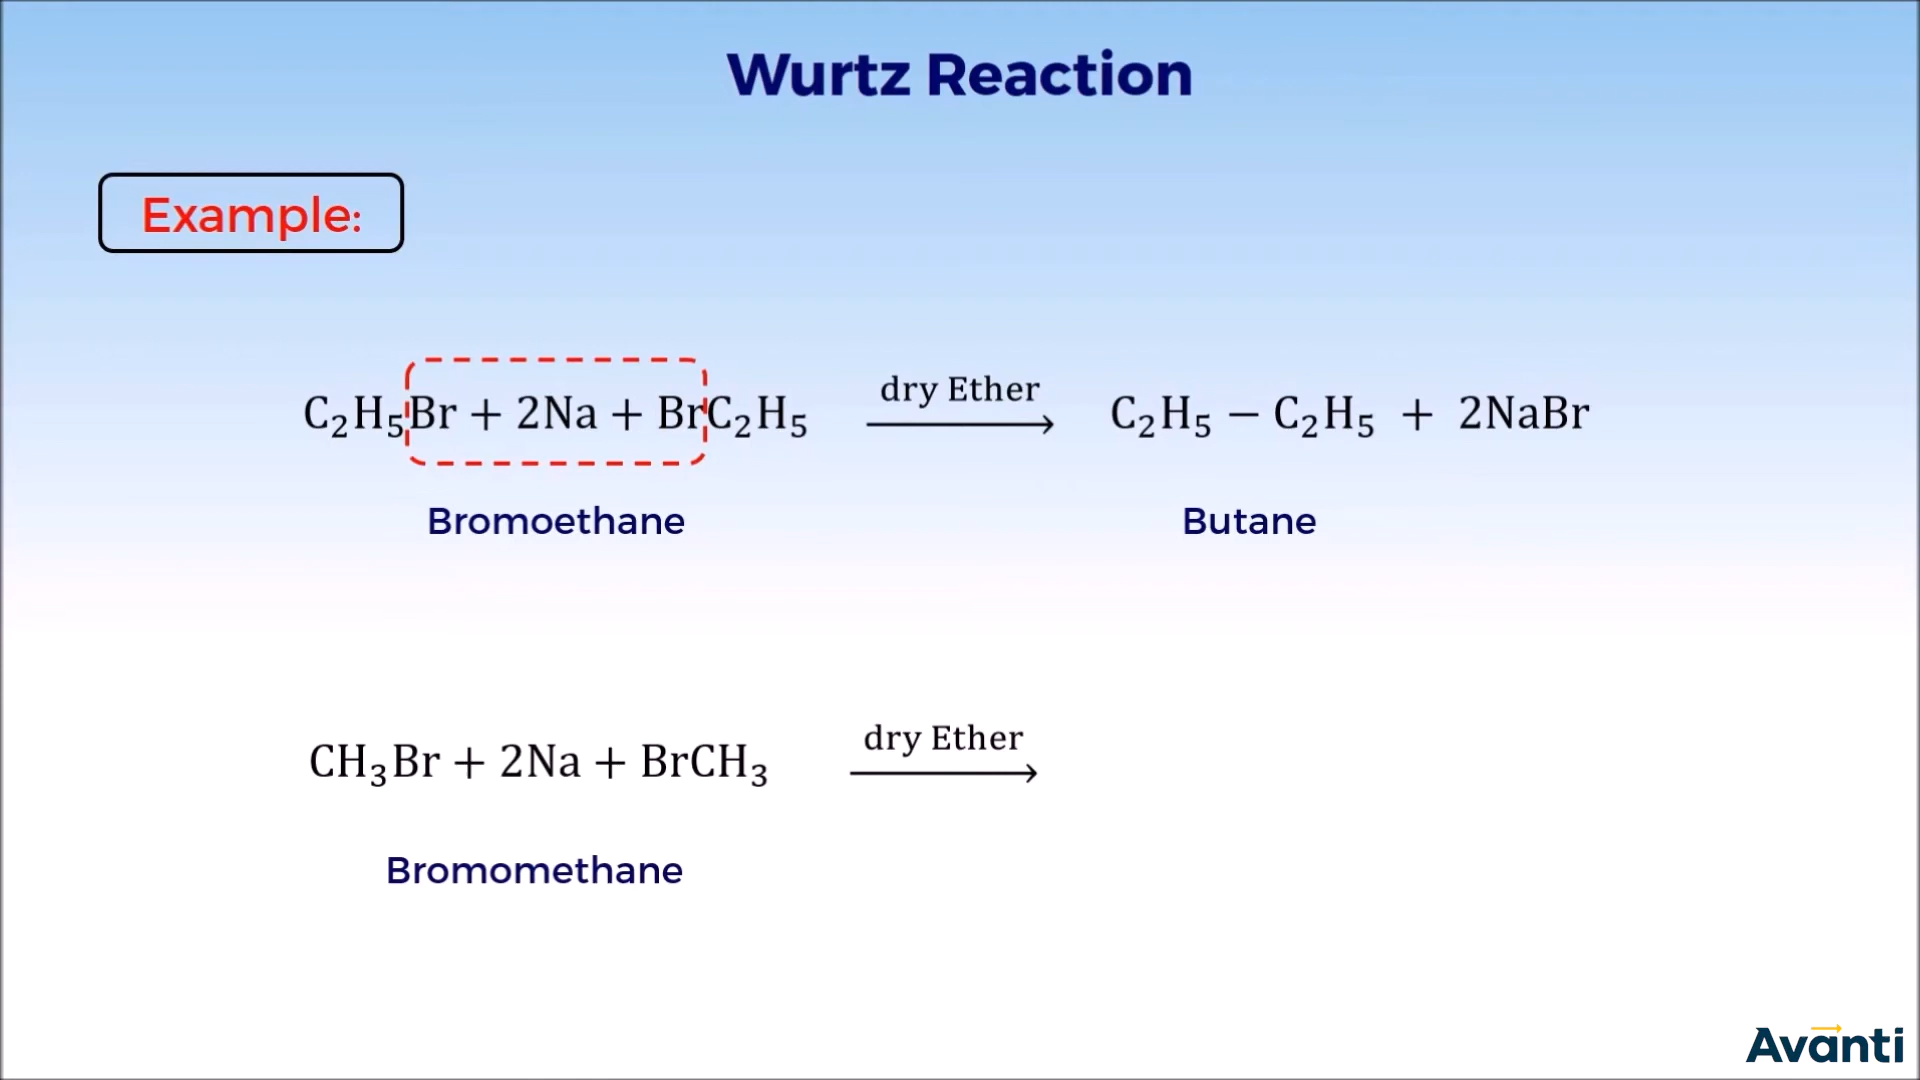 Wurtz Reaction
Example:
C₂H₅Br + 2Na + BrC₂H₅ dry Ether → C₂H₅ − C₂H₅ + 2NaBr
Bromoethane Butane
CH₃Br + 2Na + BrCH₃ dry Ether →
Bromomethane
Avanti